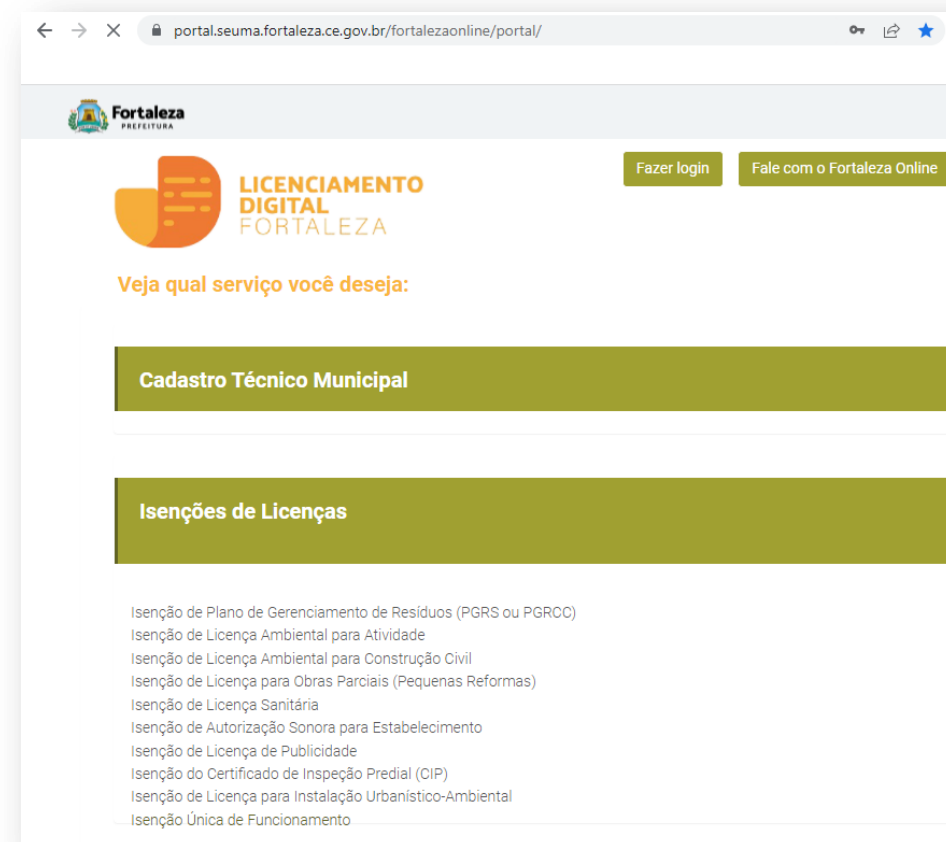 portal.seuma.fortaleza.ce.gov.br/fortalezaonline/portal/
Fortaleza
PREFEITURA
LICENCIAMENTO
DIGITAL
FORTALEZA
Fazer login
Fale com o Fortaleza Online
Veja qual serviço você deseja:
Cadastro Técnico Municipal
Isenções de Licenças
Isenção de Plano de Gerenciamento de Resíduos (PGRS ou PGRCC)
Isenção de Licença Ambiental para Atividade
Isenção de Licença Ambiental para Construção Civil
Isenção de Licença para Obras Parciais (Pequenas Reformas)
Isenção de Licença Sanitária
Isenção de Autorização Sonora para Estabelecimento
Isenção de Licença de Publicidade
Isenção do Certificado de Inspeção Predial (CIP)
Isenção de Licença para Instalação Urbanístico-Ambiental
Isenção Única de Funcionamento